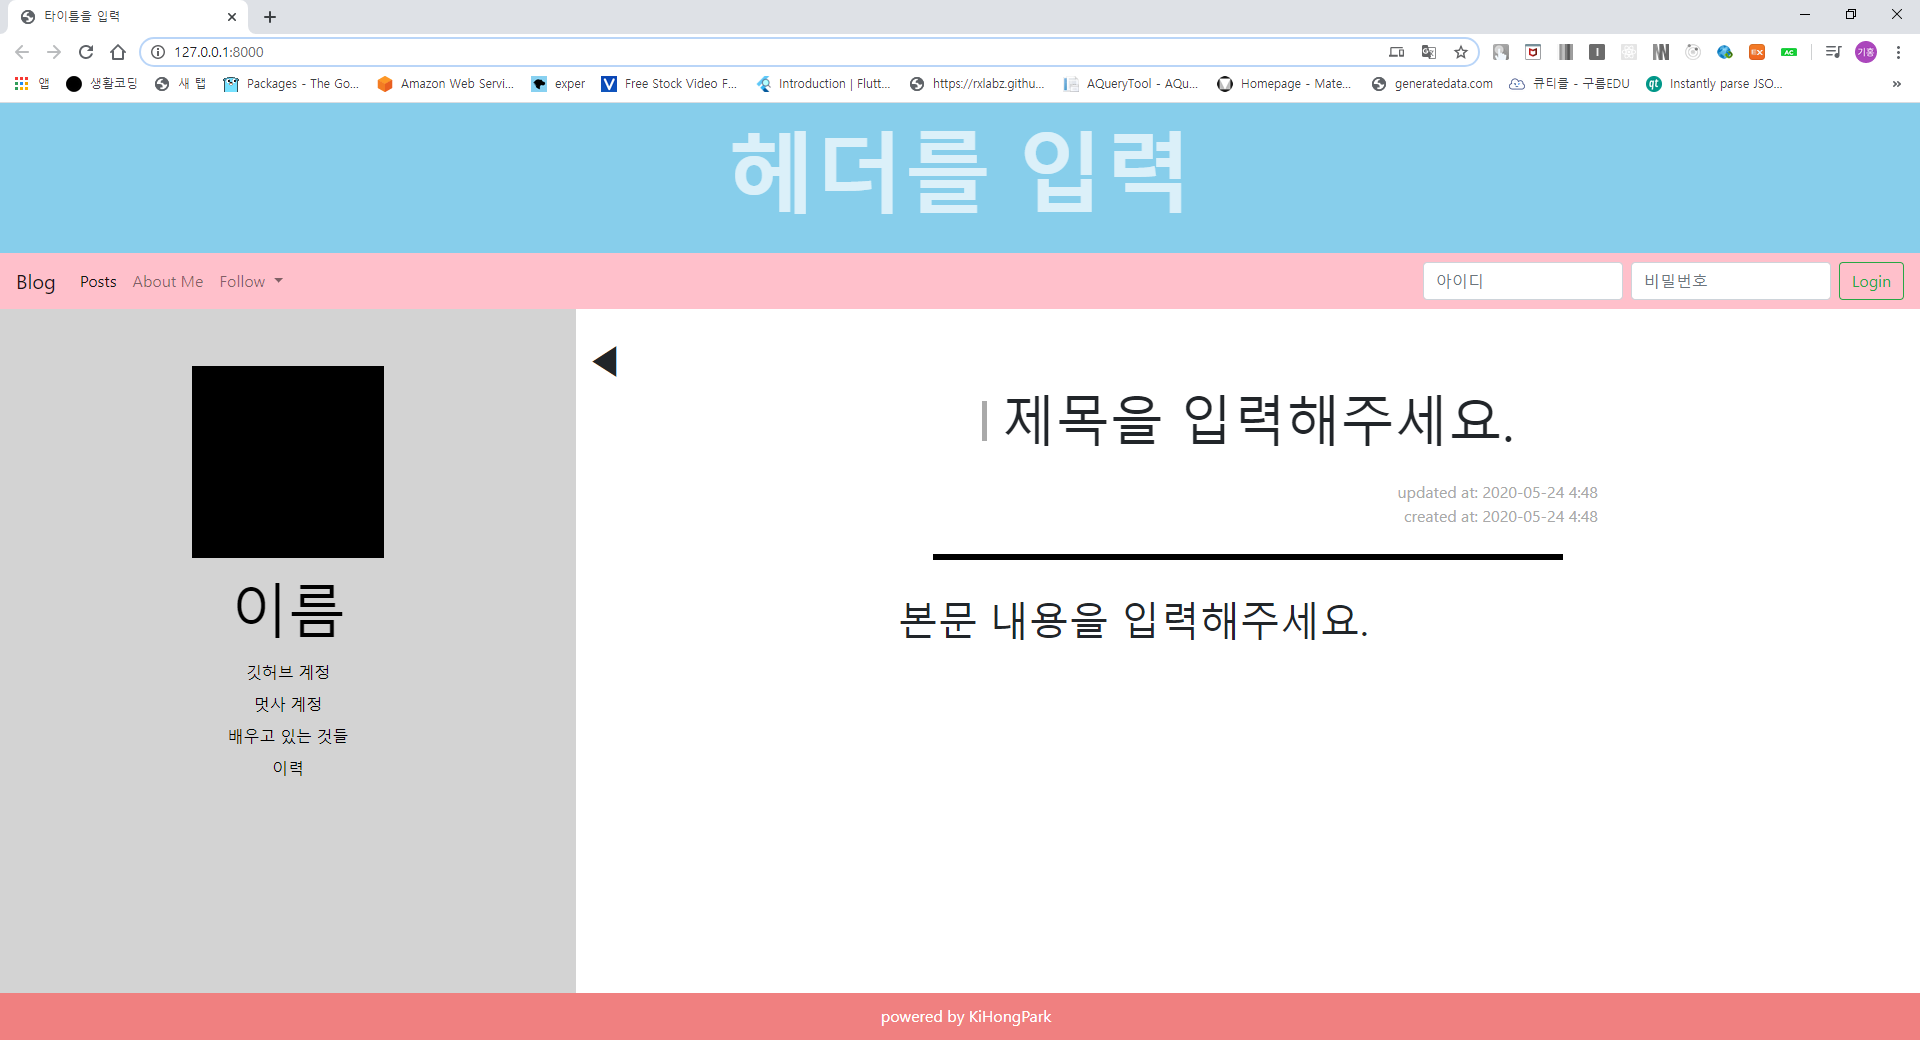 타이틀을 입력
127.0.0.1:8000
기홍
앱 생활코딩 새 탭 Packages - The Go... Amazon Web Servi... exper Free Stock Video F... Introduction | Flutt... https://rxlabz.githu... AQueryTool - AQu... Homepage - Mate... generatedata.com 큐티클 - 구름EDU Instantly parse JSO... »
헤더를 입력
Blog Posts About Me Follow 아이디 비밀번호 Login
◀
제목을 입력해주세요.
updated at: 2020-05-24 4:48
created at: 2020-05-24 4:48
본문 내용을 입력해주세요.
이름
깃허브 계정
멋사 계정
배우고 있는 것들
이력
powered by KiHongPark